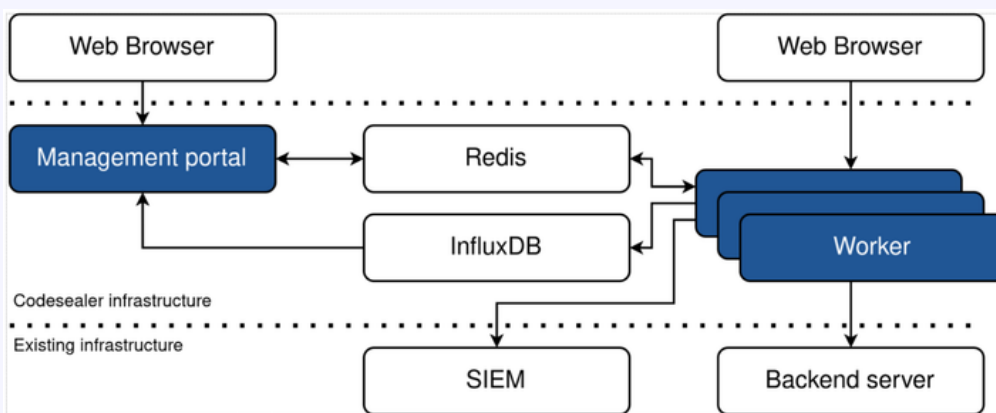 Web Browser
Web Browser
Management portal
Redis
InfluxDB
Worker
Codesealer infrastructure
Existing infrastructure
SIEM
Backend server